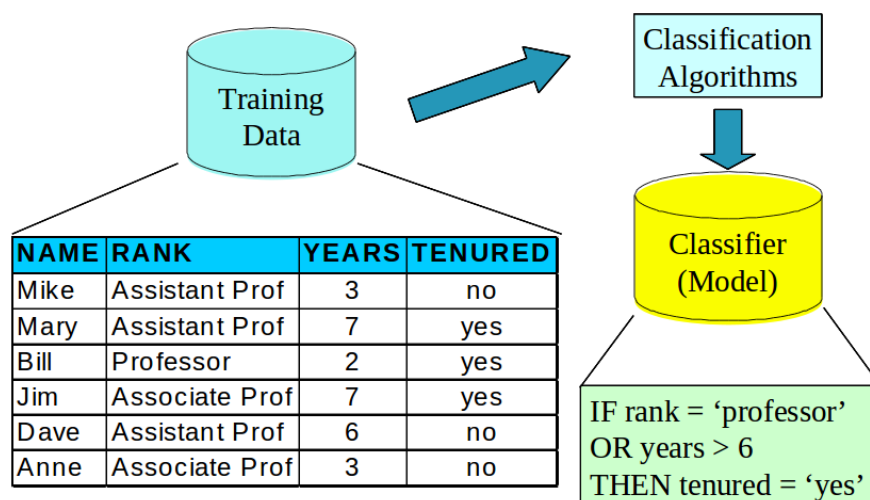 Training
Data
Classification
Algorithms
Classifier
(Model)
NAME RANK YEARS TENURED
Mike Assistant Prof 3 no
Mary Assistant Prof 7 yes
Bill Professor 2 yes
Jim Associate Prof 7 yes
Dave Assistant Prof 6 no
Anne Associate Prof 3 no
IF rank = ‘professor’
OR years > 6
THEN tenured = ‘yes’